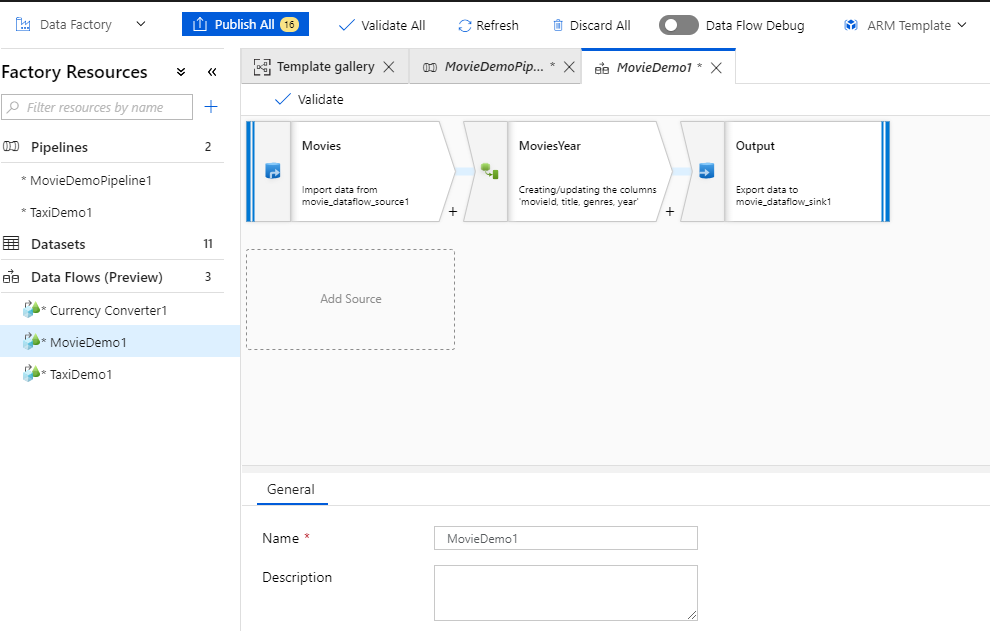 Data Factory
Publish All 16
Validate All
Refresh
Discard All
Data Flow Debug
ARM Template
Factory Resources
Template gallery
MovieDemoPip... *
MovieDemo1 *
Filter resources by name
+
Validate
Pipelines 2
* MovieDemoPipeline1
* TaxiDemo1
Datasets 11
Data Flows (Preview) 3
* Currency Converter1
* MovieDemo1
* TaxiDemo1
Movies
Import data from
movie_dataflow_source1
+
MoviesYear
Creating/updating the columns
'movieId, title, genres, year'
+
Output
Export data to
movie_dataflow_sink1
Add Source
General
Name *
MovieDemo1
Description